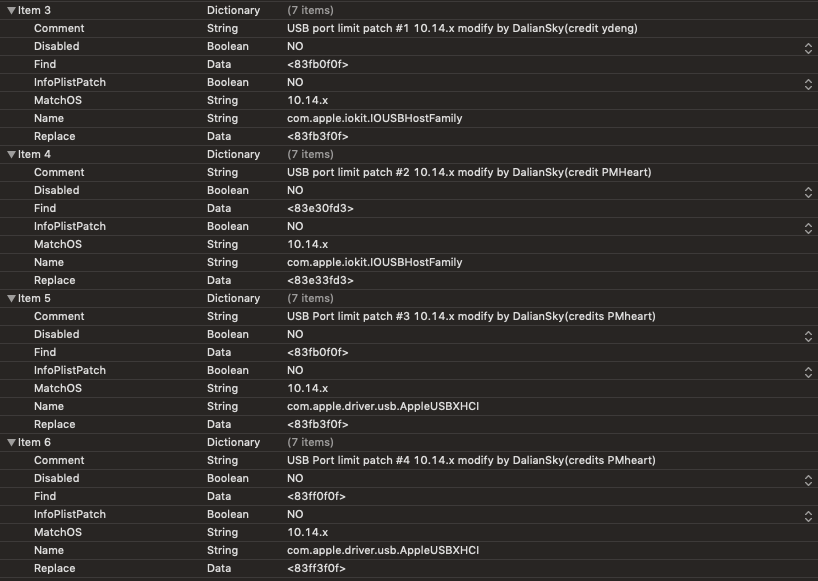 Item 3 Dictionary (7 items)
Comment String USB port limit patch #1 10.14.x modify by DalianSky(credit ydeng)
Disabled Boolean NO
Find Data <83fb0f0f>
InfoPlistPatch Boolean NO
MatchOS String 10.14.x
Name String com.apple.iokit.IOUSBHostFamily
Replace Data <83fb3f0f>
Item 4 Dictionary (7 items)
Comment String USB port limit patch #2 10.14.x modify by DalianSky(credit PMHeart)
Disabled Boolean NO
Find Data <83e30fd3>
InfoPlistPatch Boolean NO
MatchOS String 10.14.x
Name String com.apple.iokit.IOUSBHostFamily
Replace Data <83e33fd3>
Item 5 Dictionary (7 items)
Comment String USB Port limit patch #3 10.14.x modify by DalianSky(credits PMheart)
Disabled Boolean NO
Find Data <83fb0f0f>
InfoPlistPatch Boolean NO
MatchOS String 10.14.x
Name String com.apple.driver.usb.AppleUSBXHCI
Replace Data <83fb3f0f>
Item 6 Dictionary (7 items)
Comment String USB Port limit patch #4 10.14.x modify by DalianSky(credits PMheart)
Disabled Boolean NO
Find Data <83ff0f0f>
InfoPlistPatch Boolean NO
MatchOS String 10.14.x
Name String com.apple.driver.usb.AppleUSBXHCI
Replace Data <83ff3f0f>